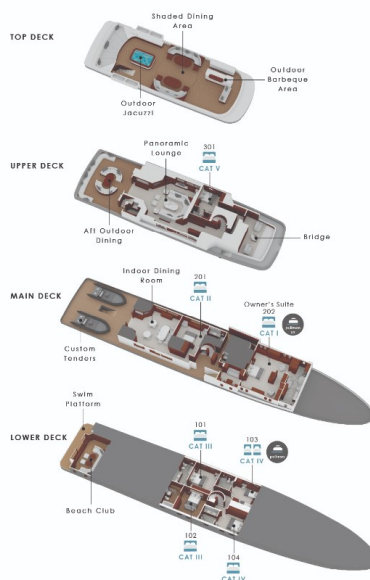 TOP DECK
Shaded Dining
Area
Outdoor
Barbeque
Area
Outdoor
Jacuzzi
UPPER DECK
Panoramic
Lounge
301
CAT V
Aft Outdoor
Dining
Bridge
MAIN DECK
Indoor Dining
Room
201
CAT II
Owner's Suite
202
CAT I
Custom
Tenders
Swim
Platform
LOWER DECK
101
CAT III
103
CAT IV
Beach Club
102
CAT III
104
CAT IV